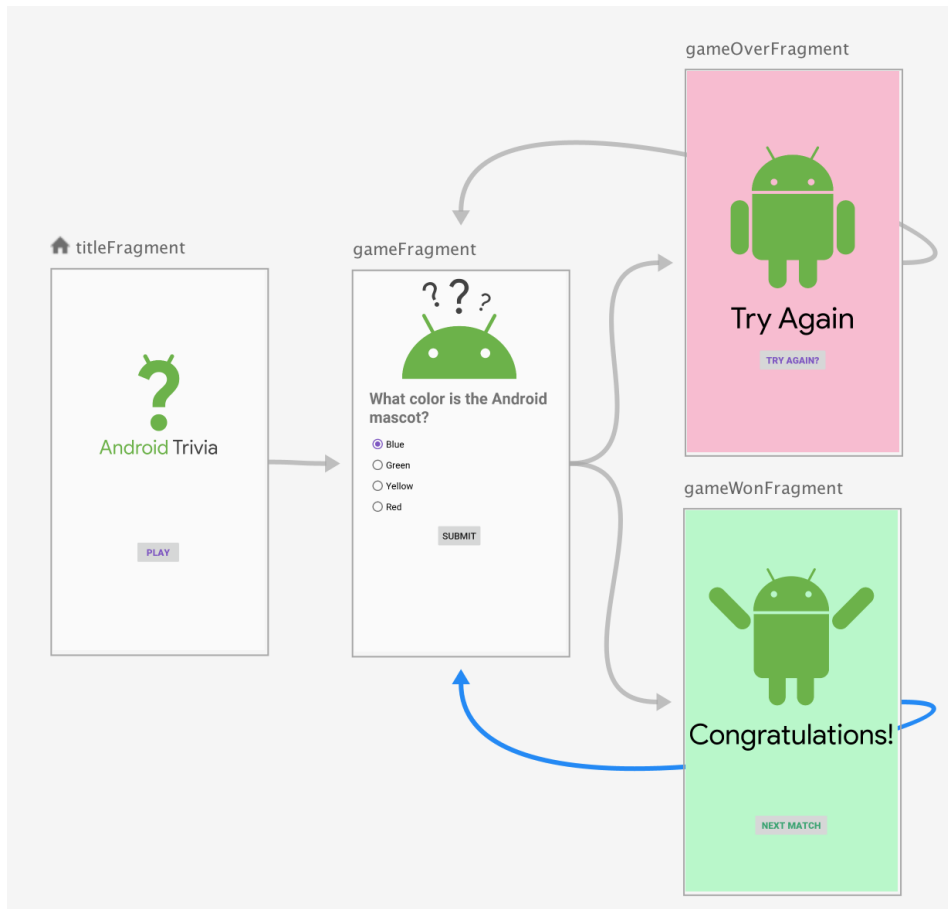 titleFragment
Android Trivia
PLAY
gameFragment
? ? ?
What color is the Android
mascot?
Blue
Green
Yellow
Red
SUBMIT
gameOverFragment
Try Again
TRY AGAIN?
gameWonFragment
Congratulations!
NEXT MATCH